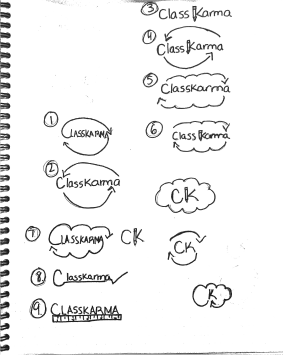 ③ Class Karma
④ Class Karma
⑤ Classkarma
① CLASSKARMA
⑥ Class Karma
② Classkarma
CK
⑦ CLASSKARMA CK
CK
⑧ Classkarma
K
⑨ CLASSKARMA